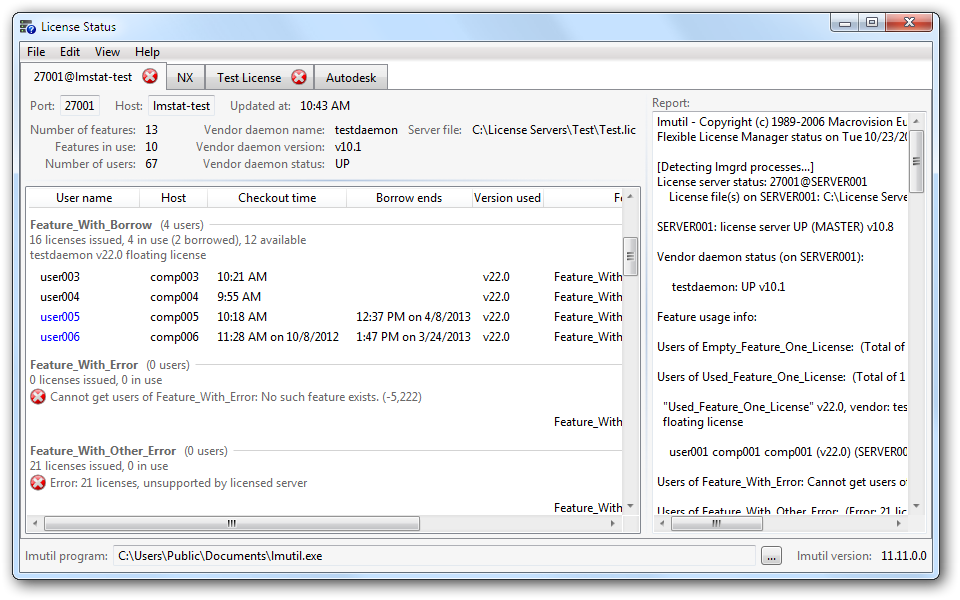 License Status
File Edit View Help
27001@lmstat-test NX Test License Autodesk
Port: 27001 Host: lmstat-test Updated at: 10:43 AM
Number of features: 13 Vendor daemon name: testdaemon Server file: C:\License Servers\Test\Test.lic
Features in use: 10 Vendor daemon version: v10.1
Number of users: 67 Vendor daemon status: UP
User name Host Checkout time Borrow ends Version used Fe
Feature_With_Borrow (4 users)
16 licenses issued, 4 in use (2 borrowed), 12 available
testdaemon v22.0 floating license
user003 comp003 10:21 AM v22.0 Feature_With
user004 comp004 9:55 AM v22.0 Feature_With
user005 comp005 10:18 AM 12:37 PM on 4/8/2013 v22.0 Feature_With
user006 comp006 11:28 AM on 10/8/2012 1:47 PM on 3/24/2013 v22.0 Feature_With
Feature_With_Error (0 users)
0 licenses issued, 0 in use
Cannot get users of Feature_With_Error: No such feature exists. (-5,222)
Feature_With
Feature_With_Other_Error (0 users)
21 licenses issued, 0 in use
Error: 21 licenses, unsupported by licensed server
Feature_With
Report:
lmutil - Copyright (c) 1989-2006 Macrovision Eu
Flexible License Manager status on Tue 10/23/20
[Detecting lmgrd processes...]
License server status: 27001@SERVER001
License file(s) on SERVER001: C:\License Serve
SERVER001: license server UP (MASTER) v10.8
Vendor daemon status (on SERVER001):
testdaemon: UP v10.1
Feature usage info:
Users of Empty_Feature_One_License: (Total of
Users of Used_Feature_One_License: (Total of 1
"Used_Feature_One_License" v22.0, vendor: tes
floating license
user001 comp001 comp001 (v22.0) (SERVER00
Users of Feature_With_Error: Cannot get users o
Users of Feature_With_Other_Error: (Error: 21 lic
lmutil program: C:\Users\Public\Documents\lmutil.exe ... lmutil version: 11.11.0.0